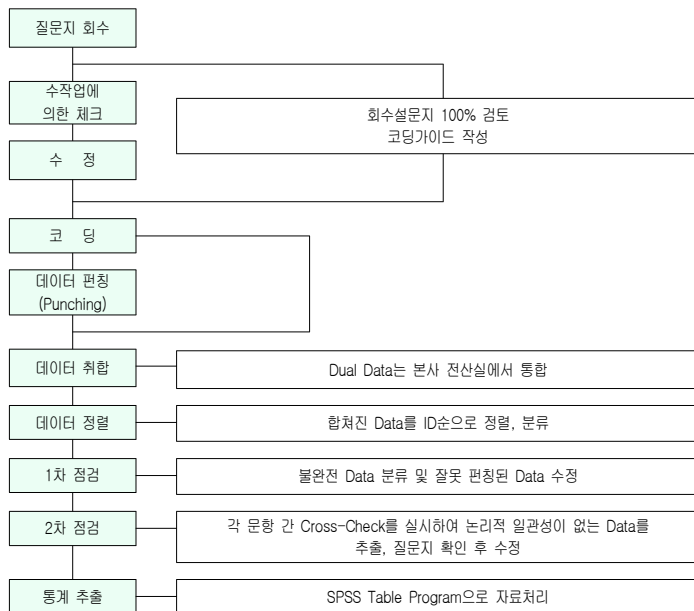 질문지 회수
수작업에
의한 체크
회수설문지 100% 검토
코딩가이드 작성
수 정
코 딩
데이터 펀칭
(Punching)
데이터 취합
Dual Data는 본사 전산실에서 통합
데이터 정렬
합쳐진 Data를 ID순으로 정렬, 분류
1차 점검
불완전 Data 분류 및 잘못 펀칭된 Data 수정
2차 점검
각 문항 간 Cross-Check를 실시하여 논리적 일관성이 없는 Data를
추출, 질문지 확인 후 수정
통계 추출
SPSS Table Program으로 자료처리